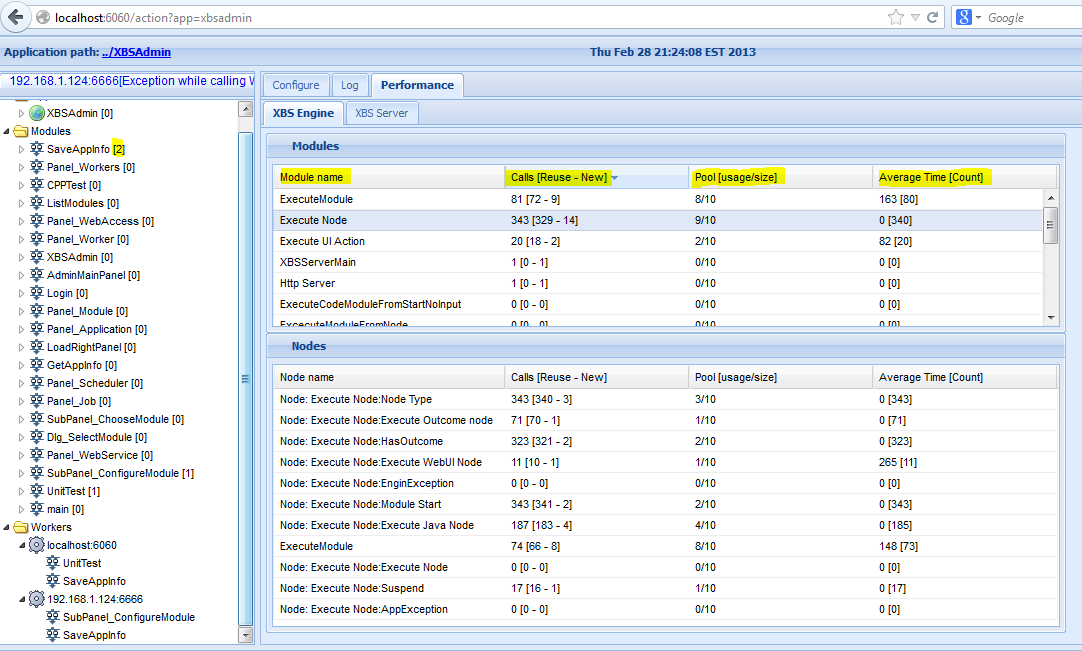 localhost:6060/action?app=xbsadmin
Google
Application path: ../XBSAdmin
Thu Feb 28 21:24:08 EST 2013
192.168.1.124:6666[Exception while calling W
XBSAdmin [0]
Modules
SaveAppInfo [2]
Panel_Workers [0]
CPPTest [0]
ListModules [0]
Panel_WebAccess [0]
Panel_Worker [0]
XBSAdmin [0]
AdminMainPanel [0]
Login [0]
Panel_Module [0]
Panel_Application [0]
LoadRightPanel [0]
GetAppInfo [0]
Panel_Scheduler [0]
Panel_Job [0]
SubPanel_ChooseModule [0]
Dlg_SelectModule [0]
Panel_WebService [0]
SubPanel_ConfigureModule [1]
UnitTest [1]
main [0]
Workers
localhost:6060
UnitTest
SaveAppInfo
192.168.1.124:6666
SubPanel_ConfigureModule
SaveAppInfo
Configure Log Performance
XBS Engine XBS Server
Modules
Module name Calls [Reuse - New] Pool [usage/size] Average Time [Count]
ExecuteModule 81 [72 - 9] 8/10 163 [80]
Execute Node 343 [329 - 14] 9/10 0 [340]
Execute UI Action 20 [18 - 2] 2/10 82 [20]
XBSServerMain 1 [0 - 1] 0/10 0 [0]
Http Server 1 [0 - 1] 0/10 0 [0]
ExecuteCodeModuleFromStartNoInput 0 [0 - 0] 0/10 0 [0]
ExcecuteModuleFromNode 0 [0 - 0] 0/10 0 [0]
Nodes
Node name Calls [Reuse - New] Pool [usage/size] Average Time [Count]
Node: Execute Node:Node Type 343 [340 - 3] 3/10 0 [343]
Node: Execute Node:Execute Outcome node 71 [70 - 1] 1/10 0 [71]
Node: Execute Node:HasOutcome 323 [321 - 2] 2/10 0 [323]
Node: Execute Node:Execute WebUI Node 11 [10 - 1] 1/10 265 [11]
Node: Execute Node:EnginException 0 [0 - 0] 0/10 0 [0]
Node: Execute Node:Module Start 343 [341 - 2] 2/10 0 [343]
Node: Execute Node:Execute Java Node 187 [183 - 4] 4/10 0 [185]
ExecuteModule 74 [66 - 8] 8/10 148 [73]
Node: Execute Node:Execute Node 0 [0 - 0] 0/10 0 [0]
Node: Execute Node:Suspend 17 [16 - 1] 1/10 0 [17]
Node: Execute Node:AppException 0 [0 - 0] 0/10 0 [0]